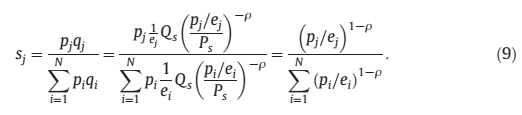 $$s_j = \frac{p_j q_j}{\sum_{i=1}^{N} p_i q_i} = \frac{p_j \frac{1}{e_j} Q_s \left( \frac{p_j/e_j}{P_s} \right)^{-\rho}}{\sum_{i=1}^{N} p_i \frac{1}{e_i} Q_s \left( \frac{p_i/e_i}{P_s} \right)^{-\rho}} = \frac{\left( p_j/e_j \right)^{1-\rho}}{\sum_{i=1}^{N} \left( p_i/e_i \right)^{1-\rho}}. \quad (9)$$